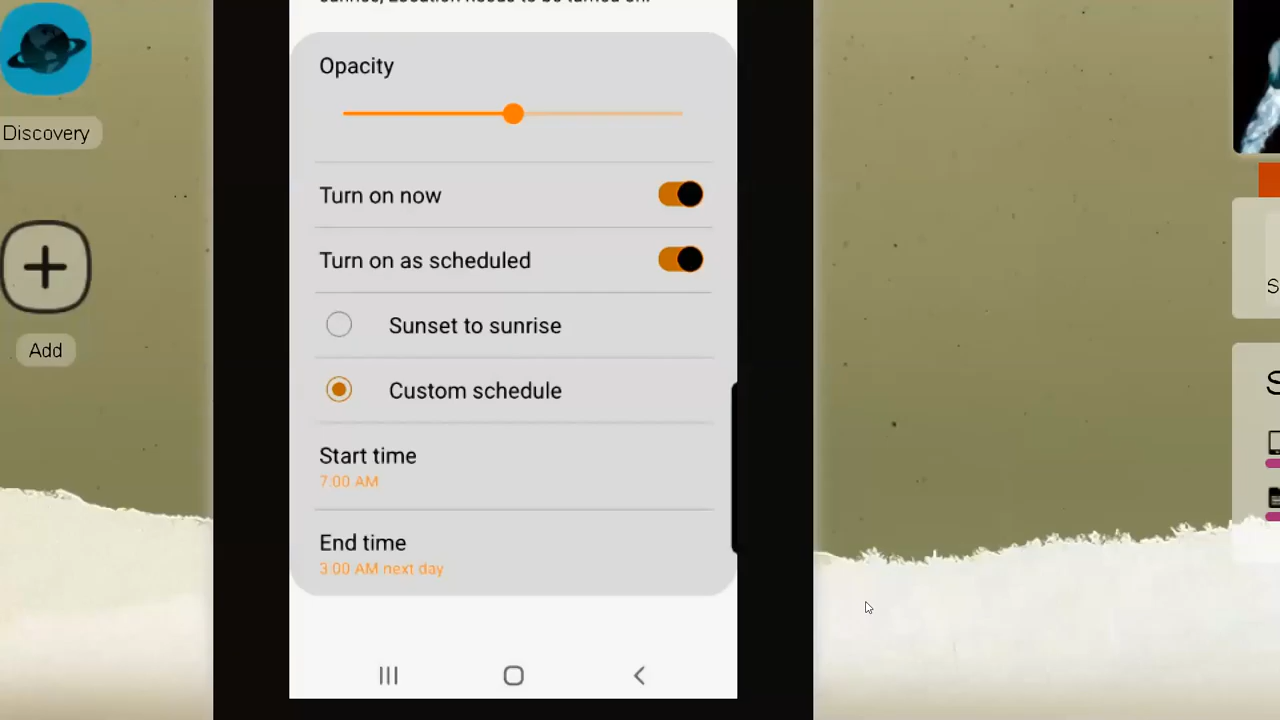 Opacity
Discovery
Turn on now
Turn on as scheduled
Sunset to sunrise
Add
Custom schedule
Start time
7:00 AM
End time
3:00 AM next day